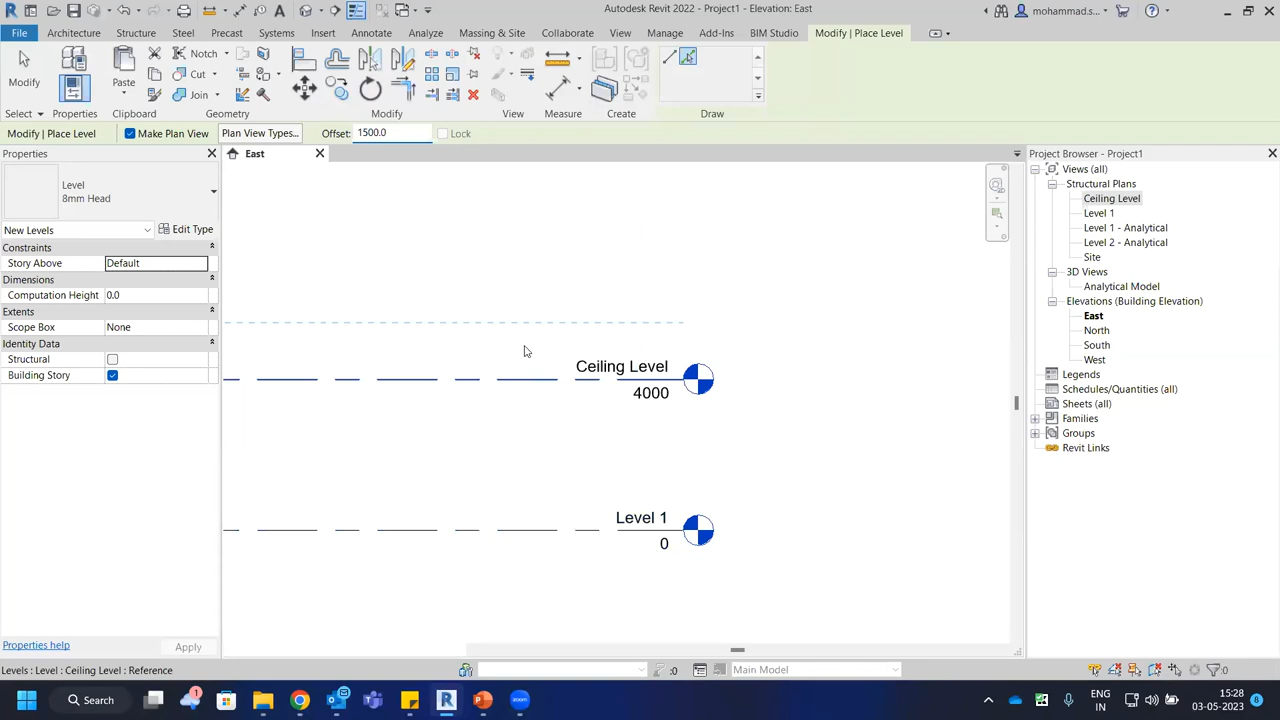 Autodesk Revit 2022 - Project1 - Elevation: East
mohammad.s...
File Architecture Structure Steel Precast Systems Insert Annotate Analyze Massing & Site Collaborate View Manage Add-Ins BIM Studio Modify | Place Level
Modify
Paste
Notch
Cut
Join
Select Properties Clipboard Geometry Modify View Measure Create Draw
Modify | Place Level Make Plan View Plan View Types... Offset: 1500.0 Lock
Properties
East
Project Browser - Project1
Level
8mm Head
New Levels Edit Type
Constraints
Story Above Default
Dimensions
Computation Height 0.0
Extents
Scope Box None
Identity Data
Structural
Building Story
Properties help Apply
Ceiling Level
4000
Level 1
0
Views (all)
Structural Plans
Ceiling Level
Level 1
Level 1 - Analytical
Level 2 - Analytical
Site
3D Views
Analytical Model
Elevations (Building Elevation)
East
North
South
West
Legends
Schedules/Quantities (all)
Sheets (all)
Families
Groups
Revit Links
Levels : Level : Ceiling Level : Reference
:0
Main Model
:0
Search
1
zoom
ENG
IN
15:28
03-05-2023
8